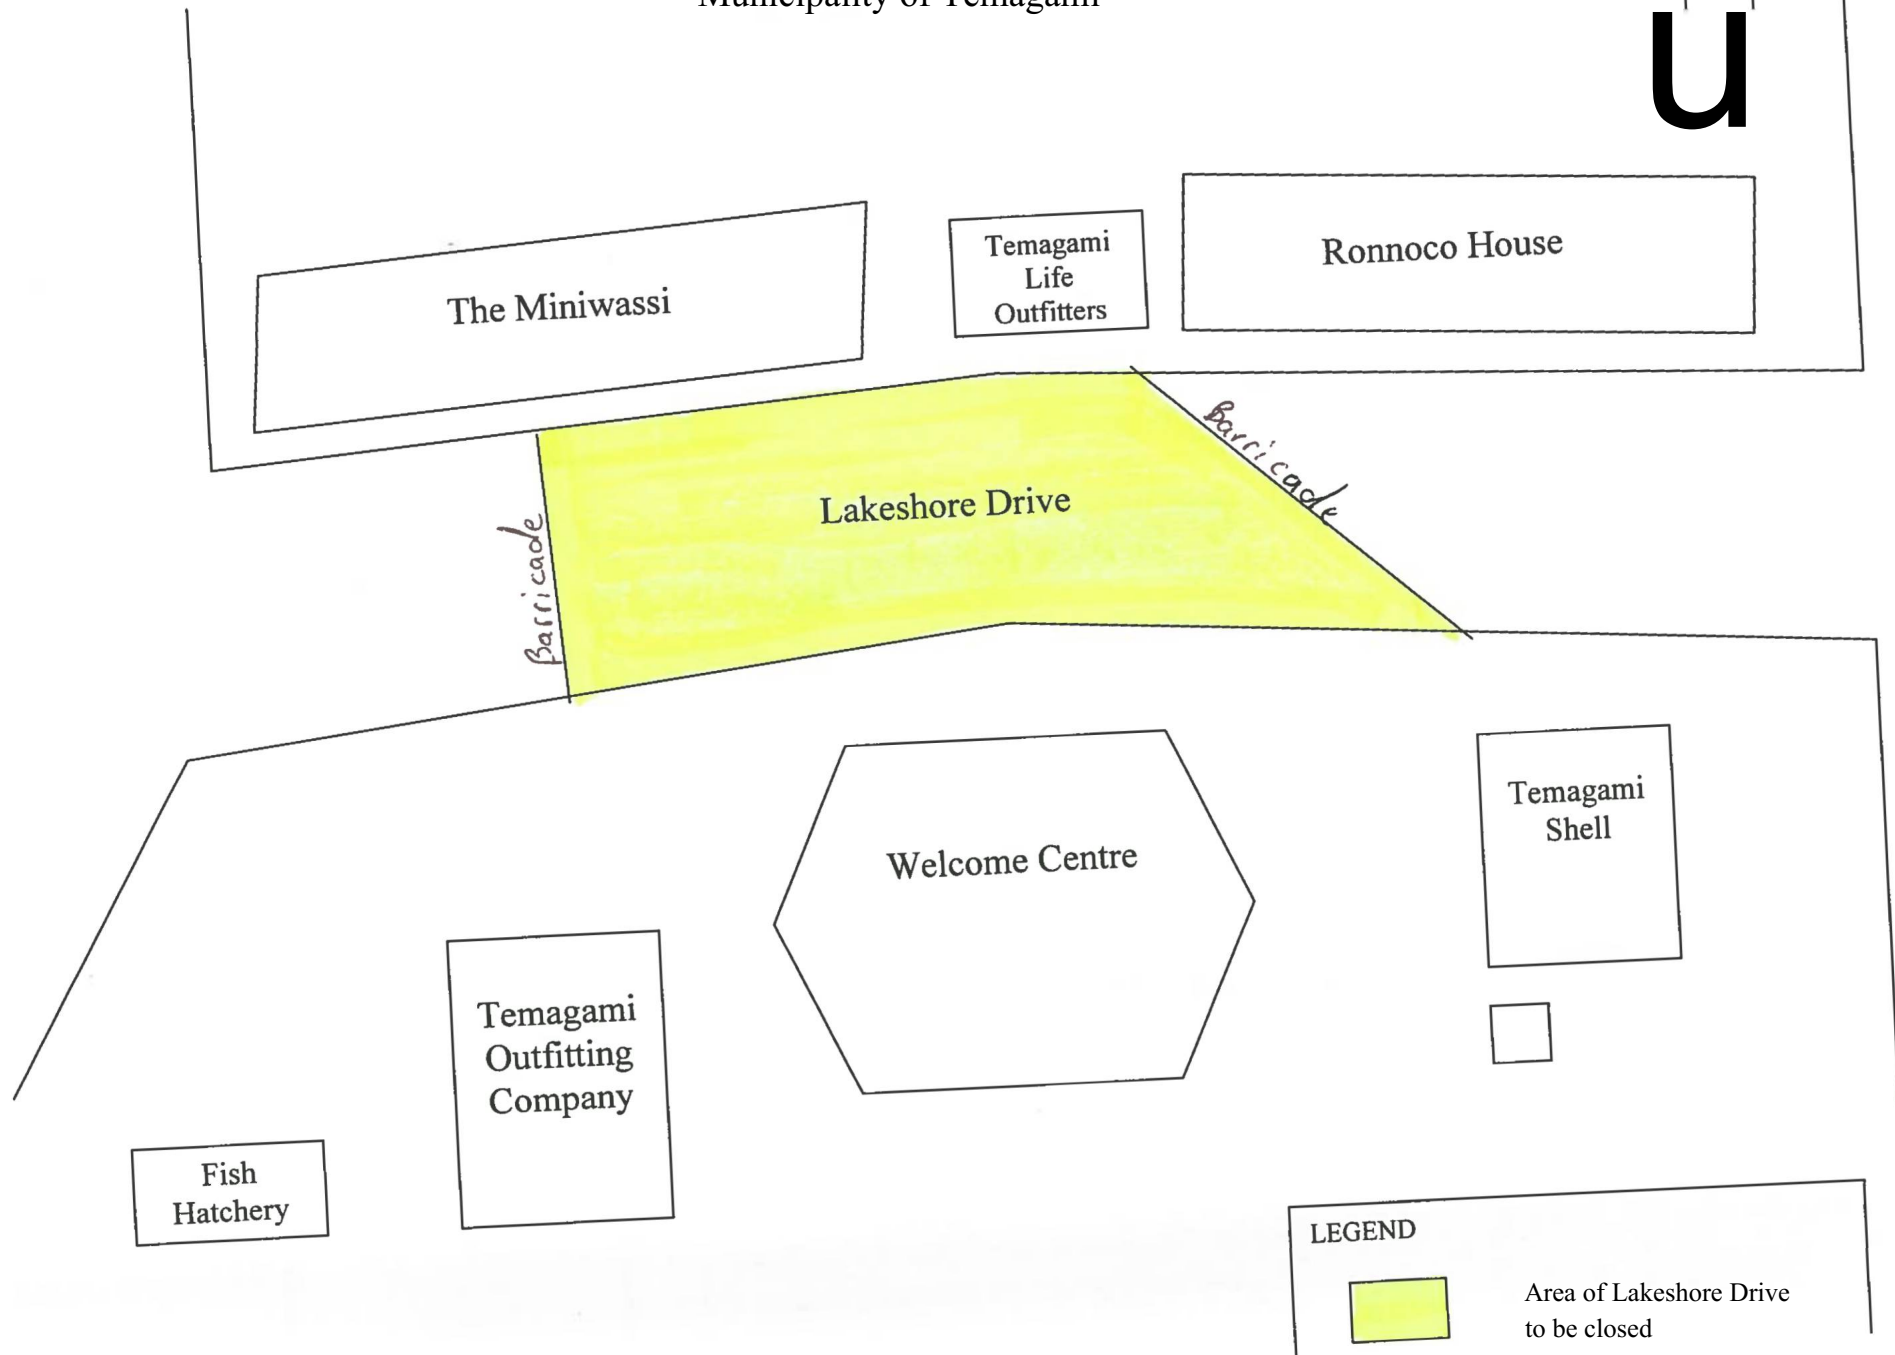 Municipality of Temagami
u
The Miniwassi
Temagami
Life
Outfitters
Ronnoco House
Barricade
Lakeshore Drive
Barricade
Welcome Centre
Temagami
Shell
Temagami
Outfitting
Company
Fish
Hatchery
LEGEND
Area of Lakeshore Drive
to be closed